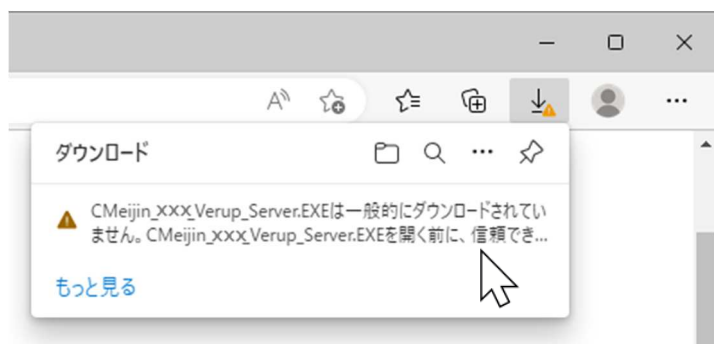 ダウンロード
CMeijin_xxx_Verup_Server.EXEは一般的にダウンロードされてい
ません。CMeijin_xxx_Verup_Server.EXEを開く前に、信頼でき...
もっと見る